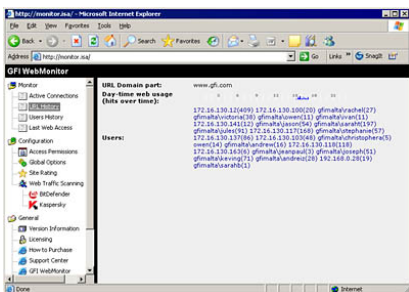 http://monitor.isa/ - Microsoft Internet Explorer
File Edit View Favorites Tools Help
Back Search Favorites
Address http://monitor.isa/ Go Links SnagIt
GFI WebMonitor
Monitor
Active Connections
URL History
Users History
Last Web Access
Configuration
Access Permissions
Global Options
Site Rating
Web Traffic Scanning
BitDefender
Kaspersky
General
Version Information
Licensing
How to Purchase
Support Center
GFI WebMonitor
URL Domain part: www.gfi.com
Day-time web usage
(hits over time):
Users:
172.16.130.12(409) 172.16.130.100(20) gfimalta\rachel(27)
gfimalta\victoria(38) gfimalta\owen(11) gfimalta\ivan(11)
172.16.130.141(12) gfimalta\jason(54) gfimalta\saraht(197)
gfimalta\jules(91) 172.16.130.117(168) gfimalta\stephanie(57)
172.16.130.137(86) 172.16.130.103(48) gfimalta\christophera(5)
owen(14) gfimalta\andrew(16) 172.16.130.118(118)
172.16.130.163(6) gfimalta\jeanpaul(3) gfimalta\joseph(51)
gfimalta\keving(71) gfimalta\andreiz(28) 192.168.0.28(19)
gfimalta\sarahb(1)
Done Internet